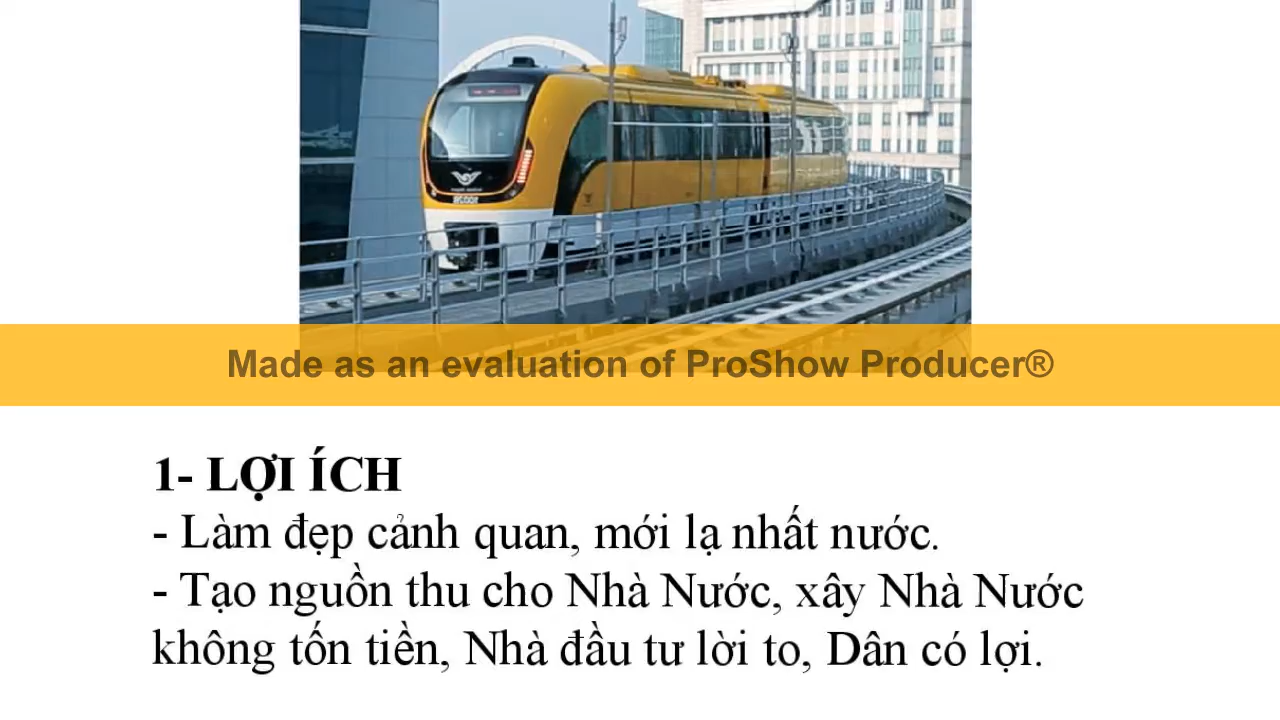 Made as an evaluation of ProShow Producer®
1- LỢI ÍCH
- Làm đẹp cảnh quan, mới lạ nhất nước.
- Tạo nguồn thu cho Nhà Nước, xây Nhà Nước
không tốn tiền, Nhà đầu tư lời to, Dân có lợi.